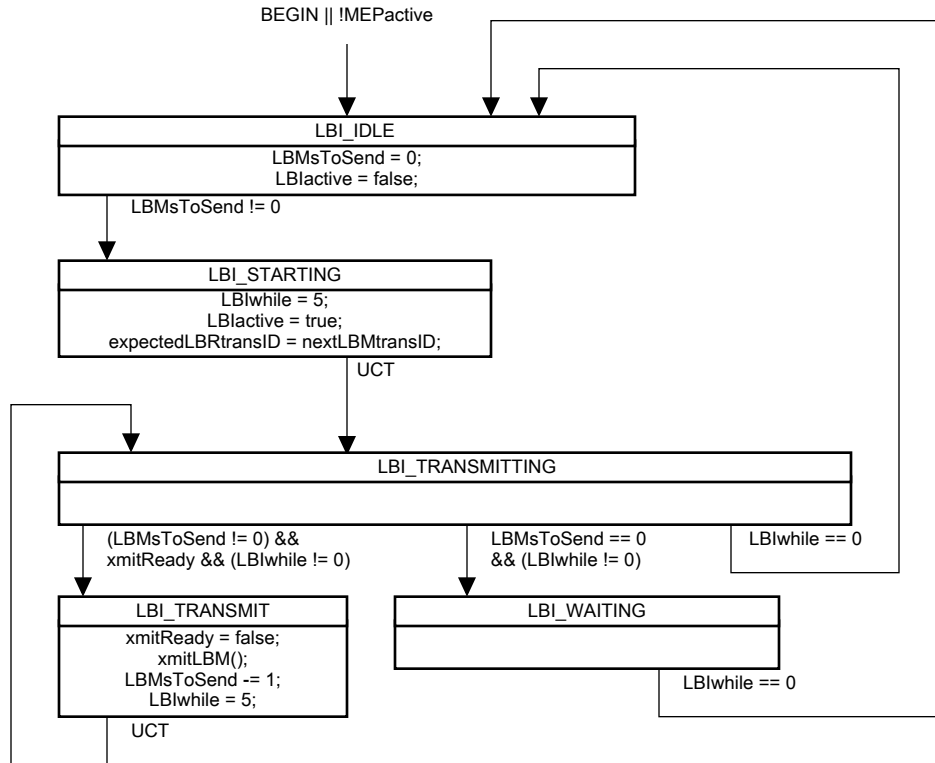 BEGIN || !MEPactive
LBI_IDLE
LBMsToSend = 0;
LBIactive = false;
LBMsToSend != 0
LBI_STARTING
LBIwhile = 5;
LBIactive = true;
expectedLBRtransID = nextLBMtransID;
UCT
LBI_TRANSMITTING
(LBMsToSend != 0) &&
xmitReady && (LBIwhile != 0)
LBMsToSend == 0
&& (LBIwhile != 0)
LBIwhile == 0
LBI_TRANSMIT
xmitReady = false;
xmitLBM();
LBMsToSend -= 1;
LBIwhile = 5;
UCT
LBI_WAITING
LBIwhile == 0